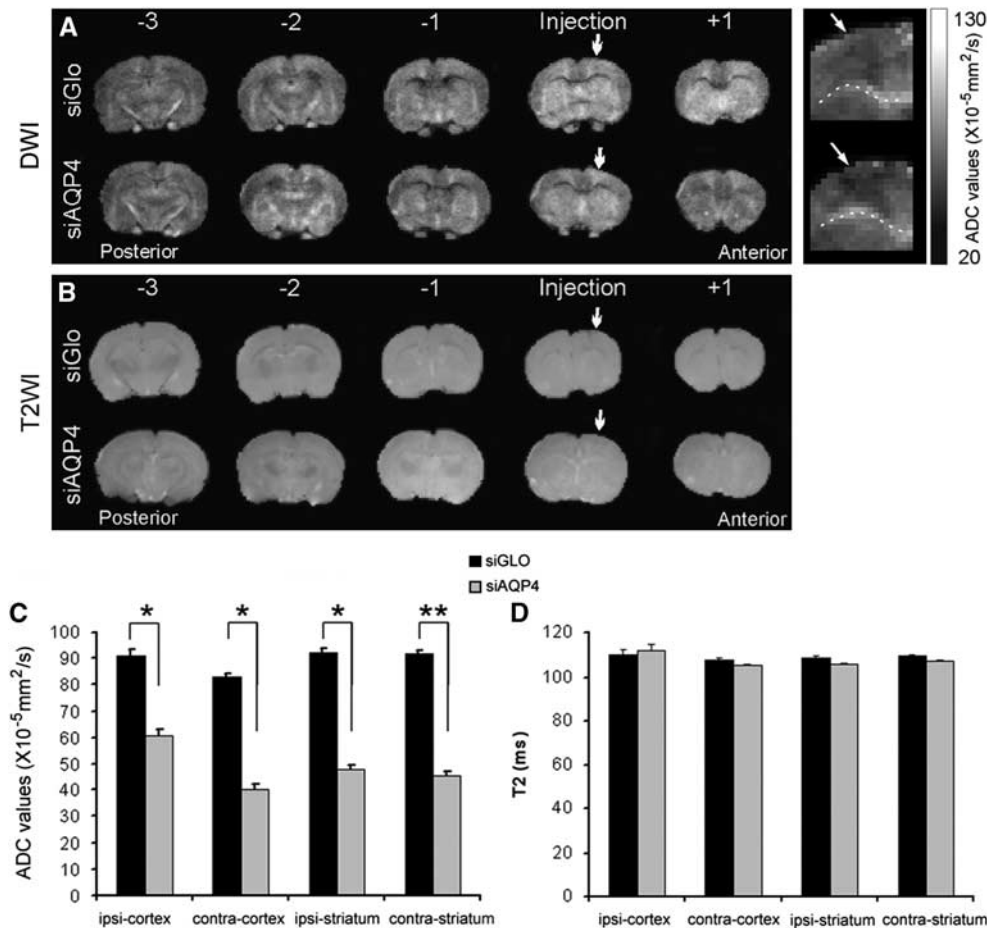 A
-3 -2 -1 Injection +1
DWI
siGlo
siAQP4
Posterior Anterior
130
ADC values (X10⁻⁵mm²/s)
20
B
-3 -2 -1 Injection +1
T2WI
siGlo
siAQP4
Posterior Anterior
siGLO
siAQP4
C
* * * **
ADC values (X10⁻⁵mm²/s)
100
90
80
70
60
50
40
30
20
10
0
ipsi-cortex contra-cortex ipsi-striatum contra-striatum
D
T2 (ms)
120
100
80
60
40
20
0
ipsi-cortex contra-cortex ipsi-striatum contra-striatum